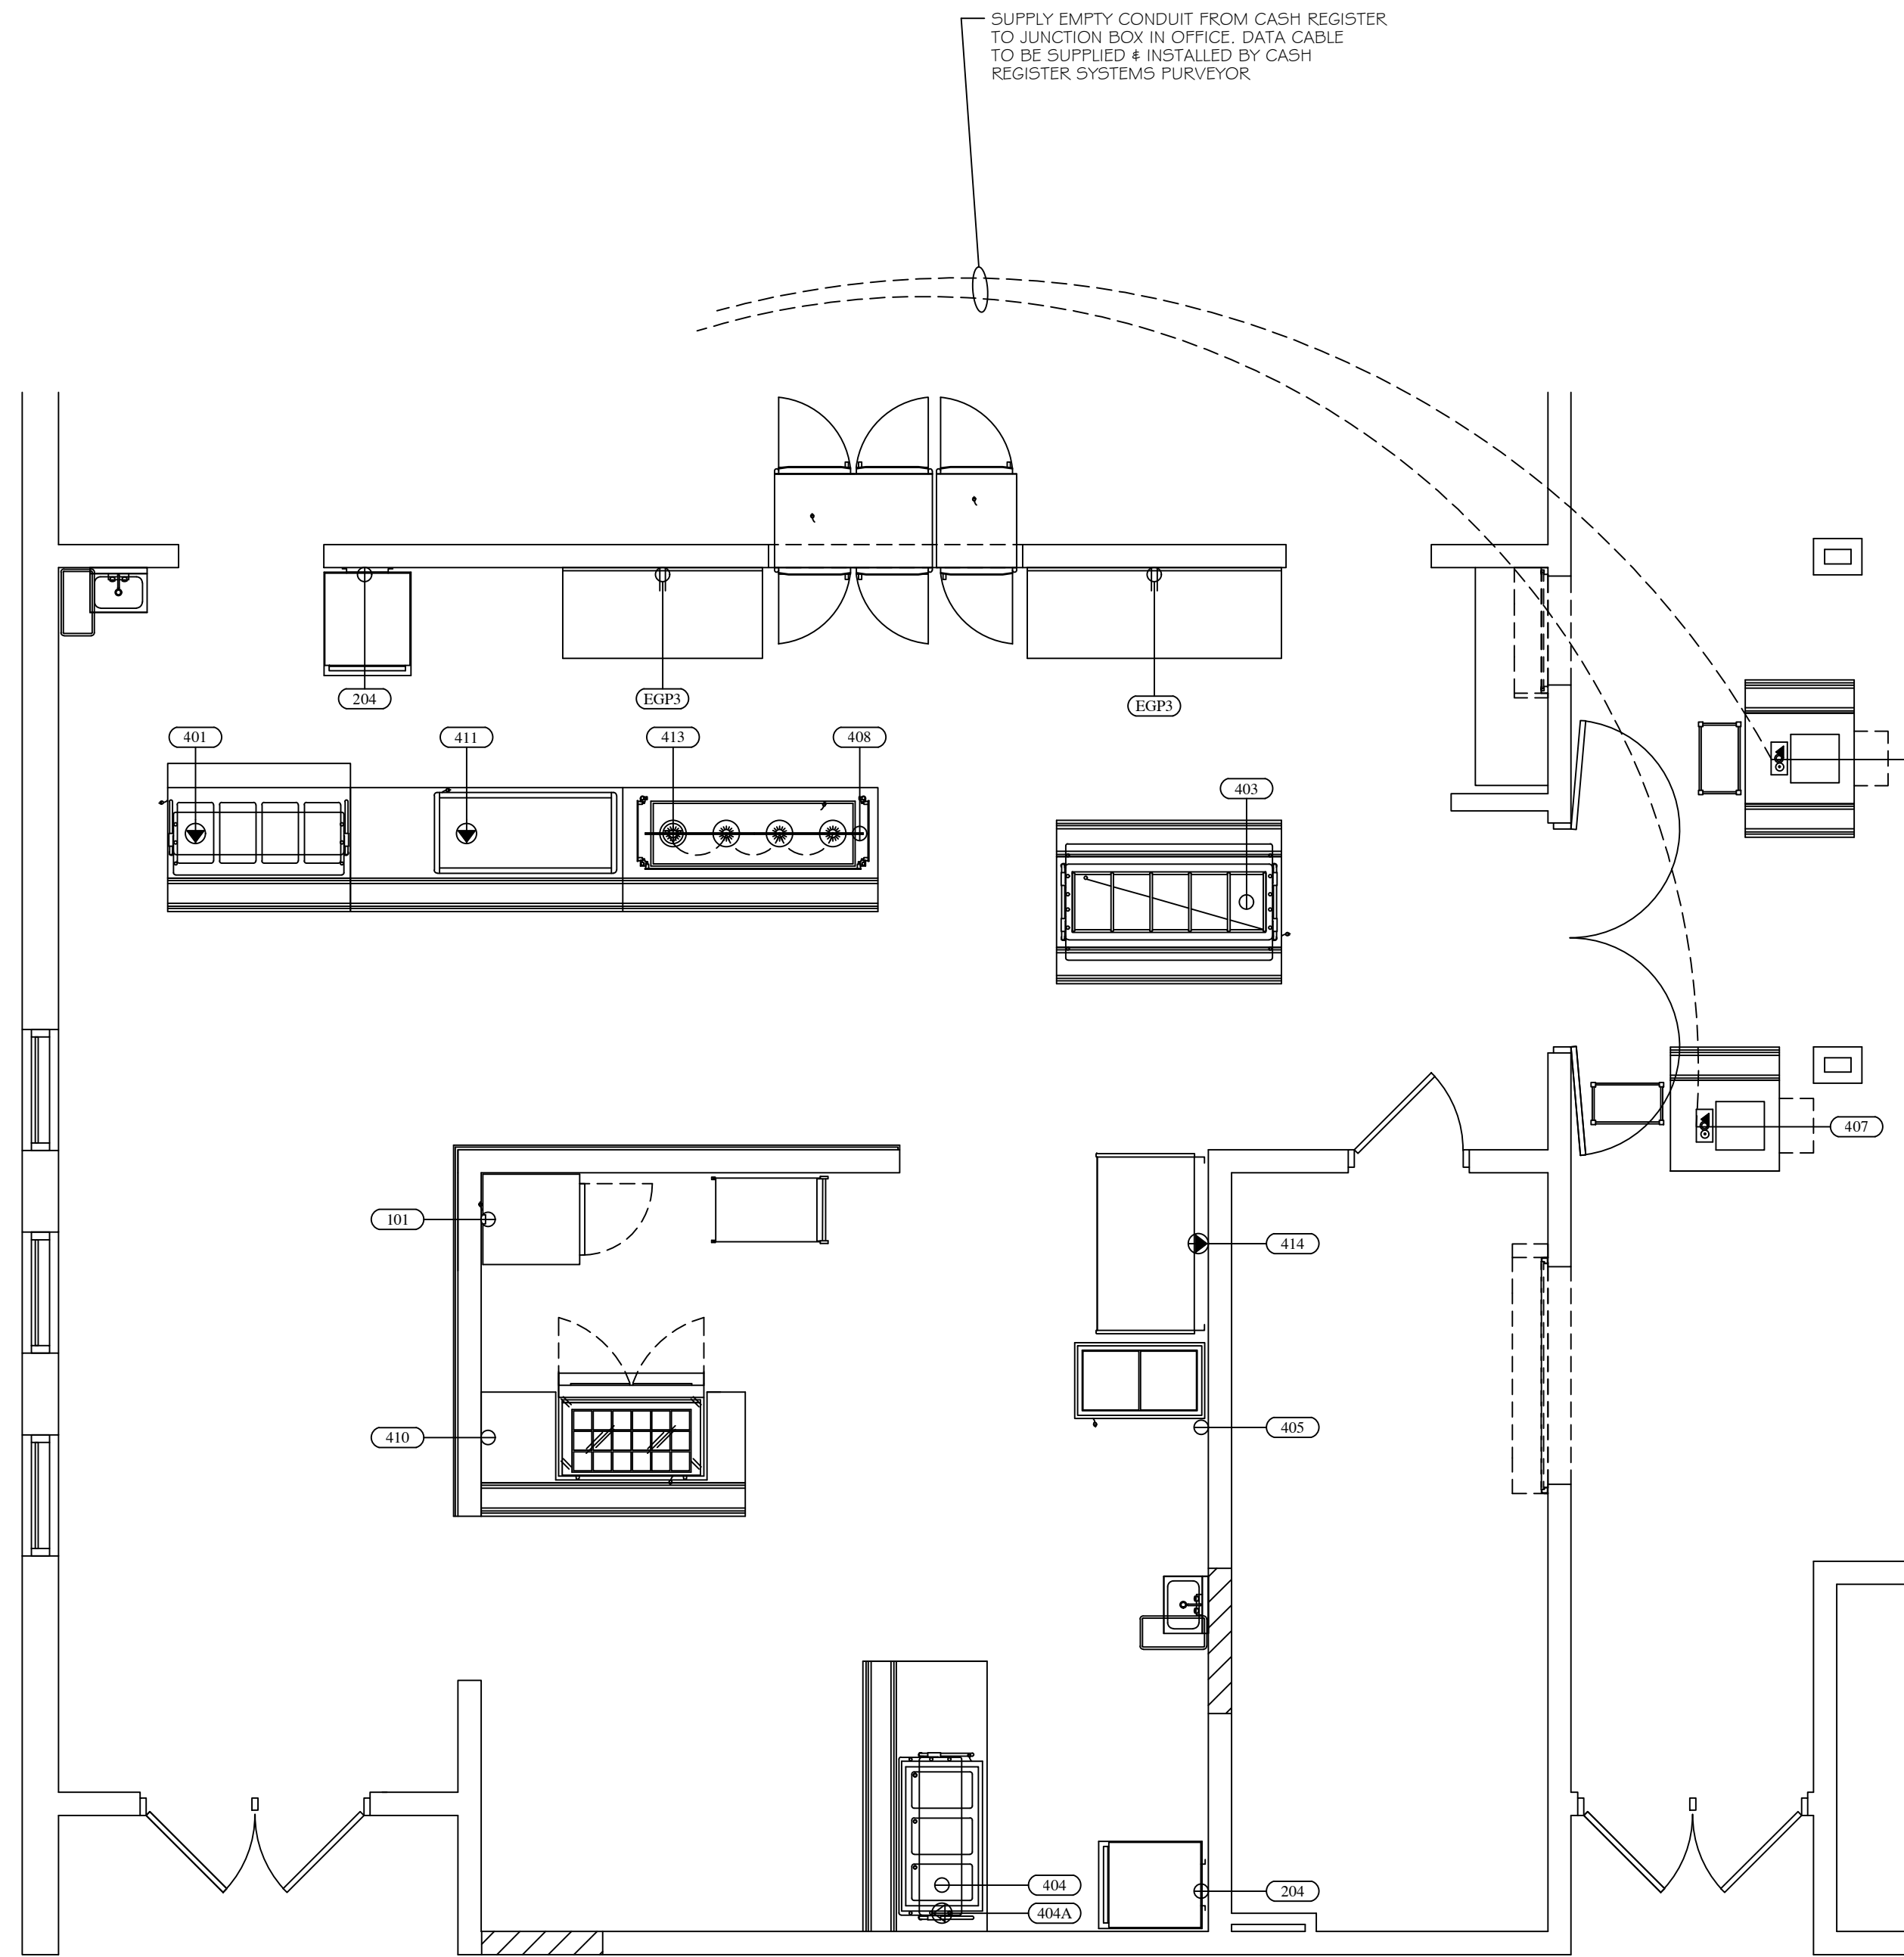 SUPPLY EMPTY CONDUIT FROM CASH REGISTER
TO JUNCTION BOX IN OFFICE. DATA CABLE
TO BE SUPPLIED & INSTALLED BY CASH
REGISTER SYSTEMS PURVEYOR
204
EGP3
EGP3
401
411
413
408
403
407
101
414
410
405
404
404A
204